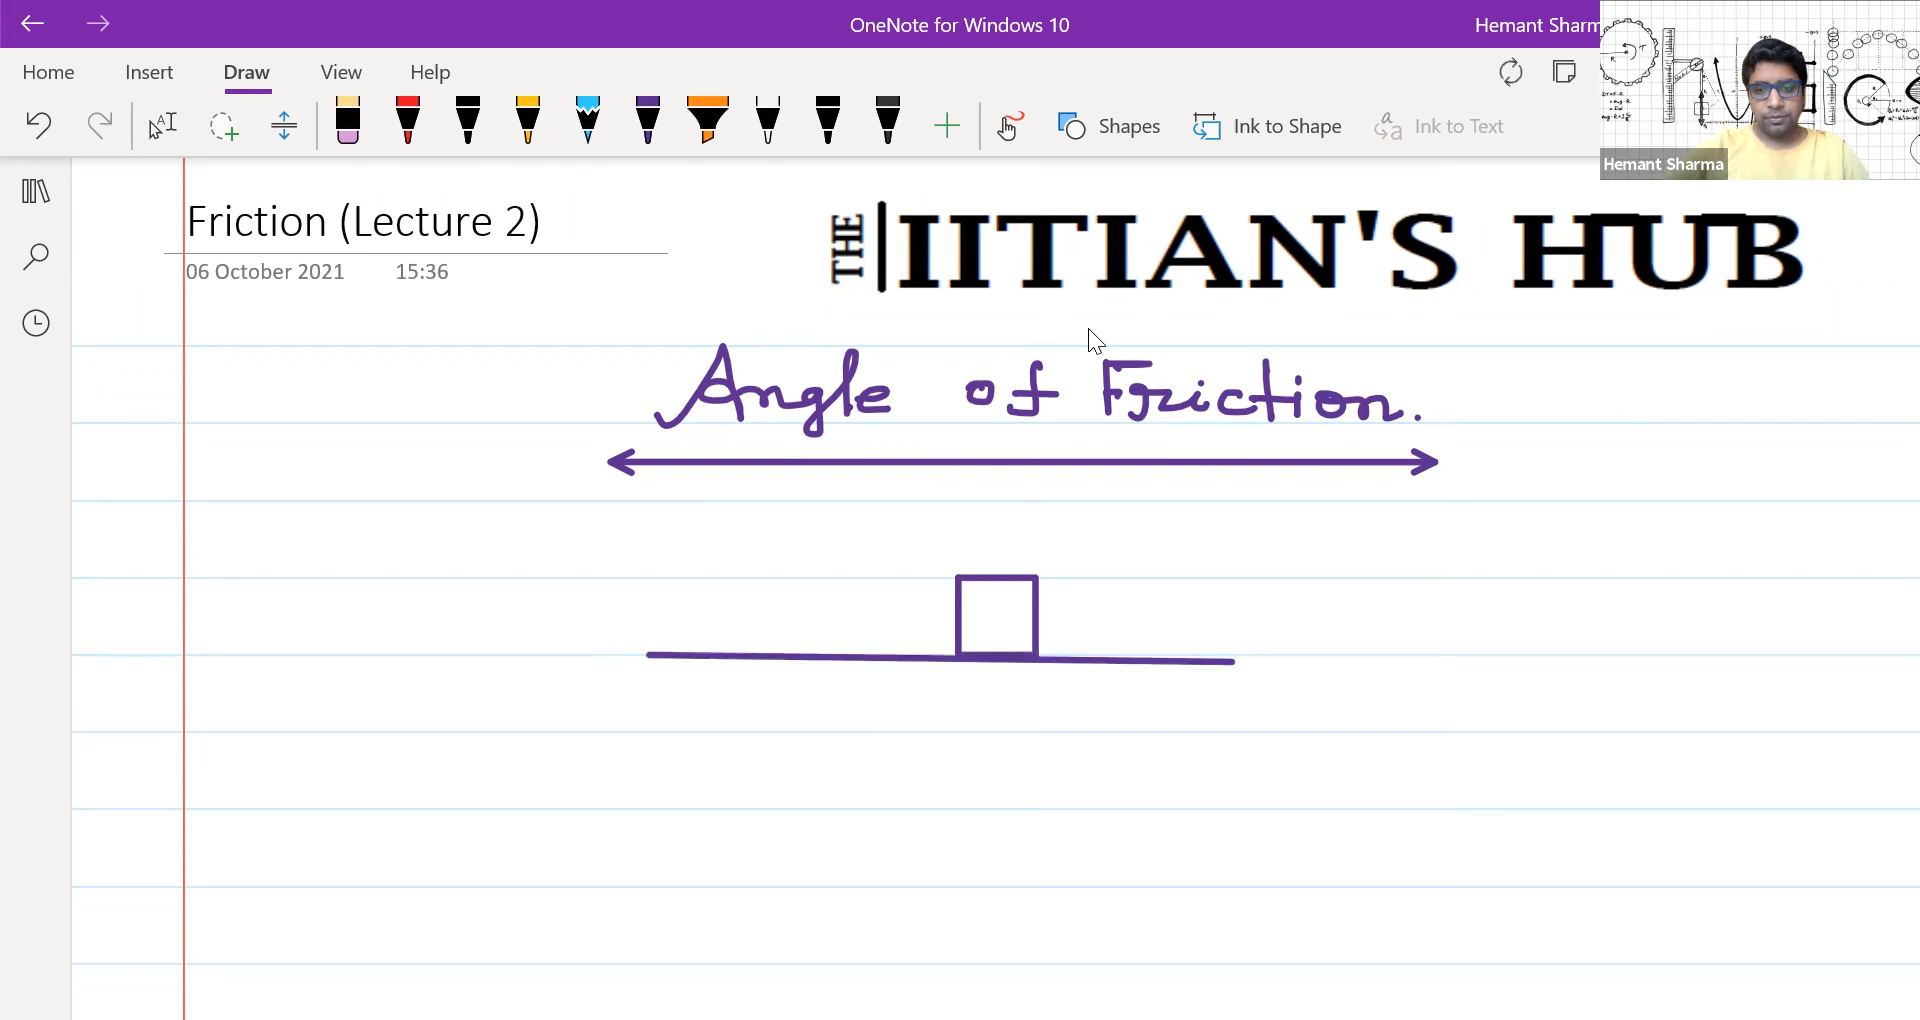 OneNote for Windows 10
Hemant Sharm
Home Insert Draw View Help
Shapes Ink to Shape Ink to Text
Hemant Sharma
Friction (Lecture 2)
06 October 2021 15:36
THE IITIAN'S HUB
Angle of Friction.